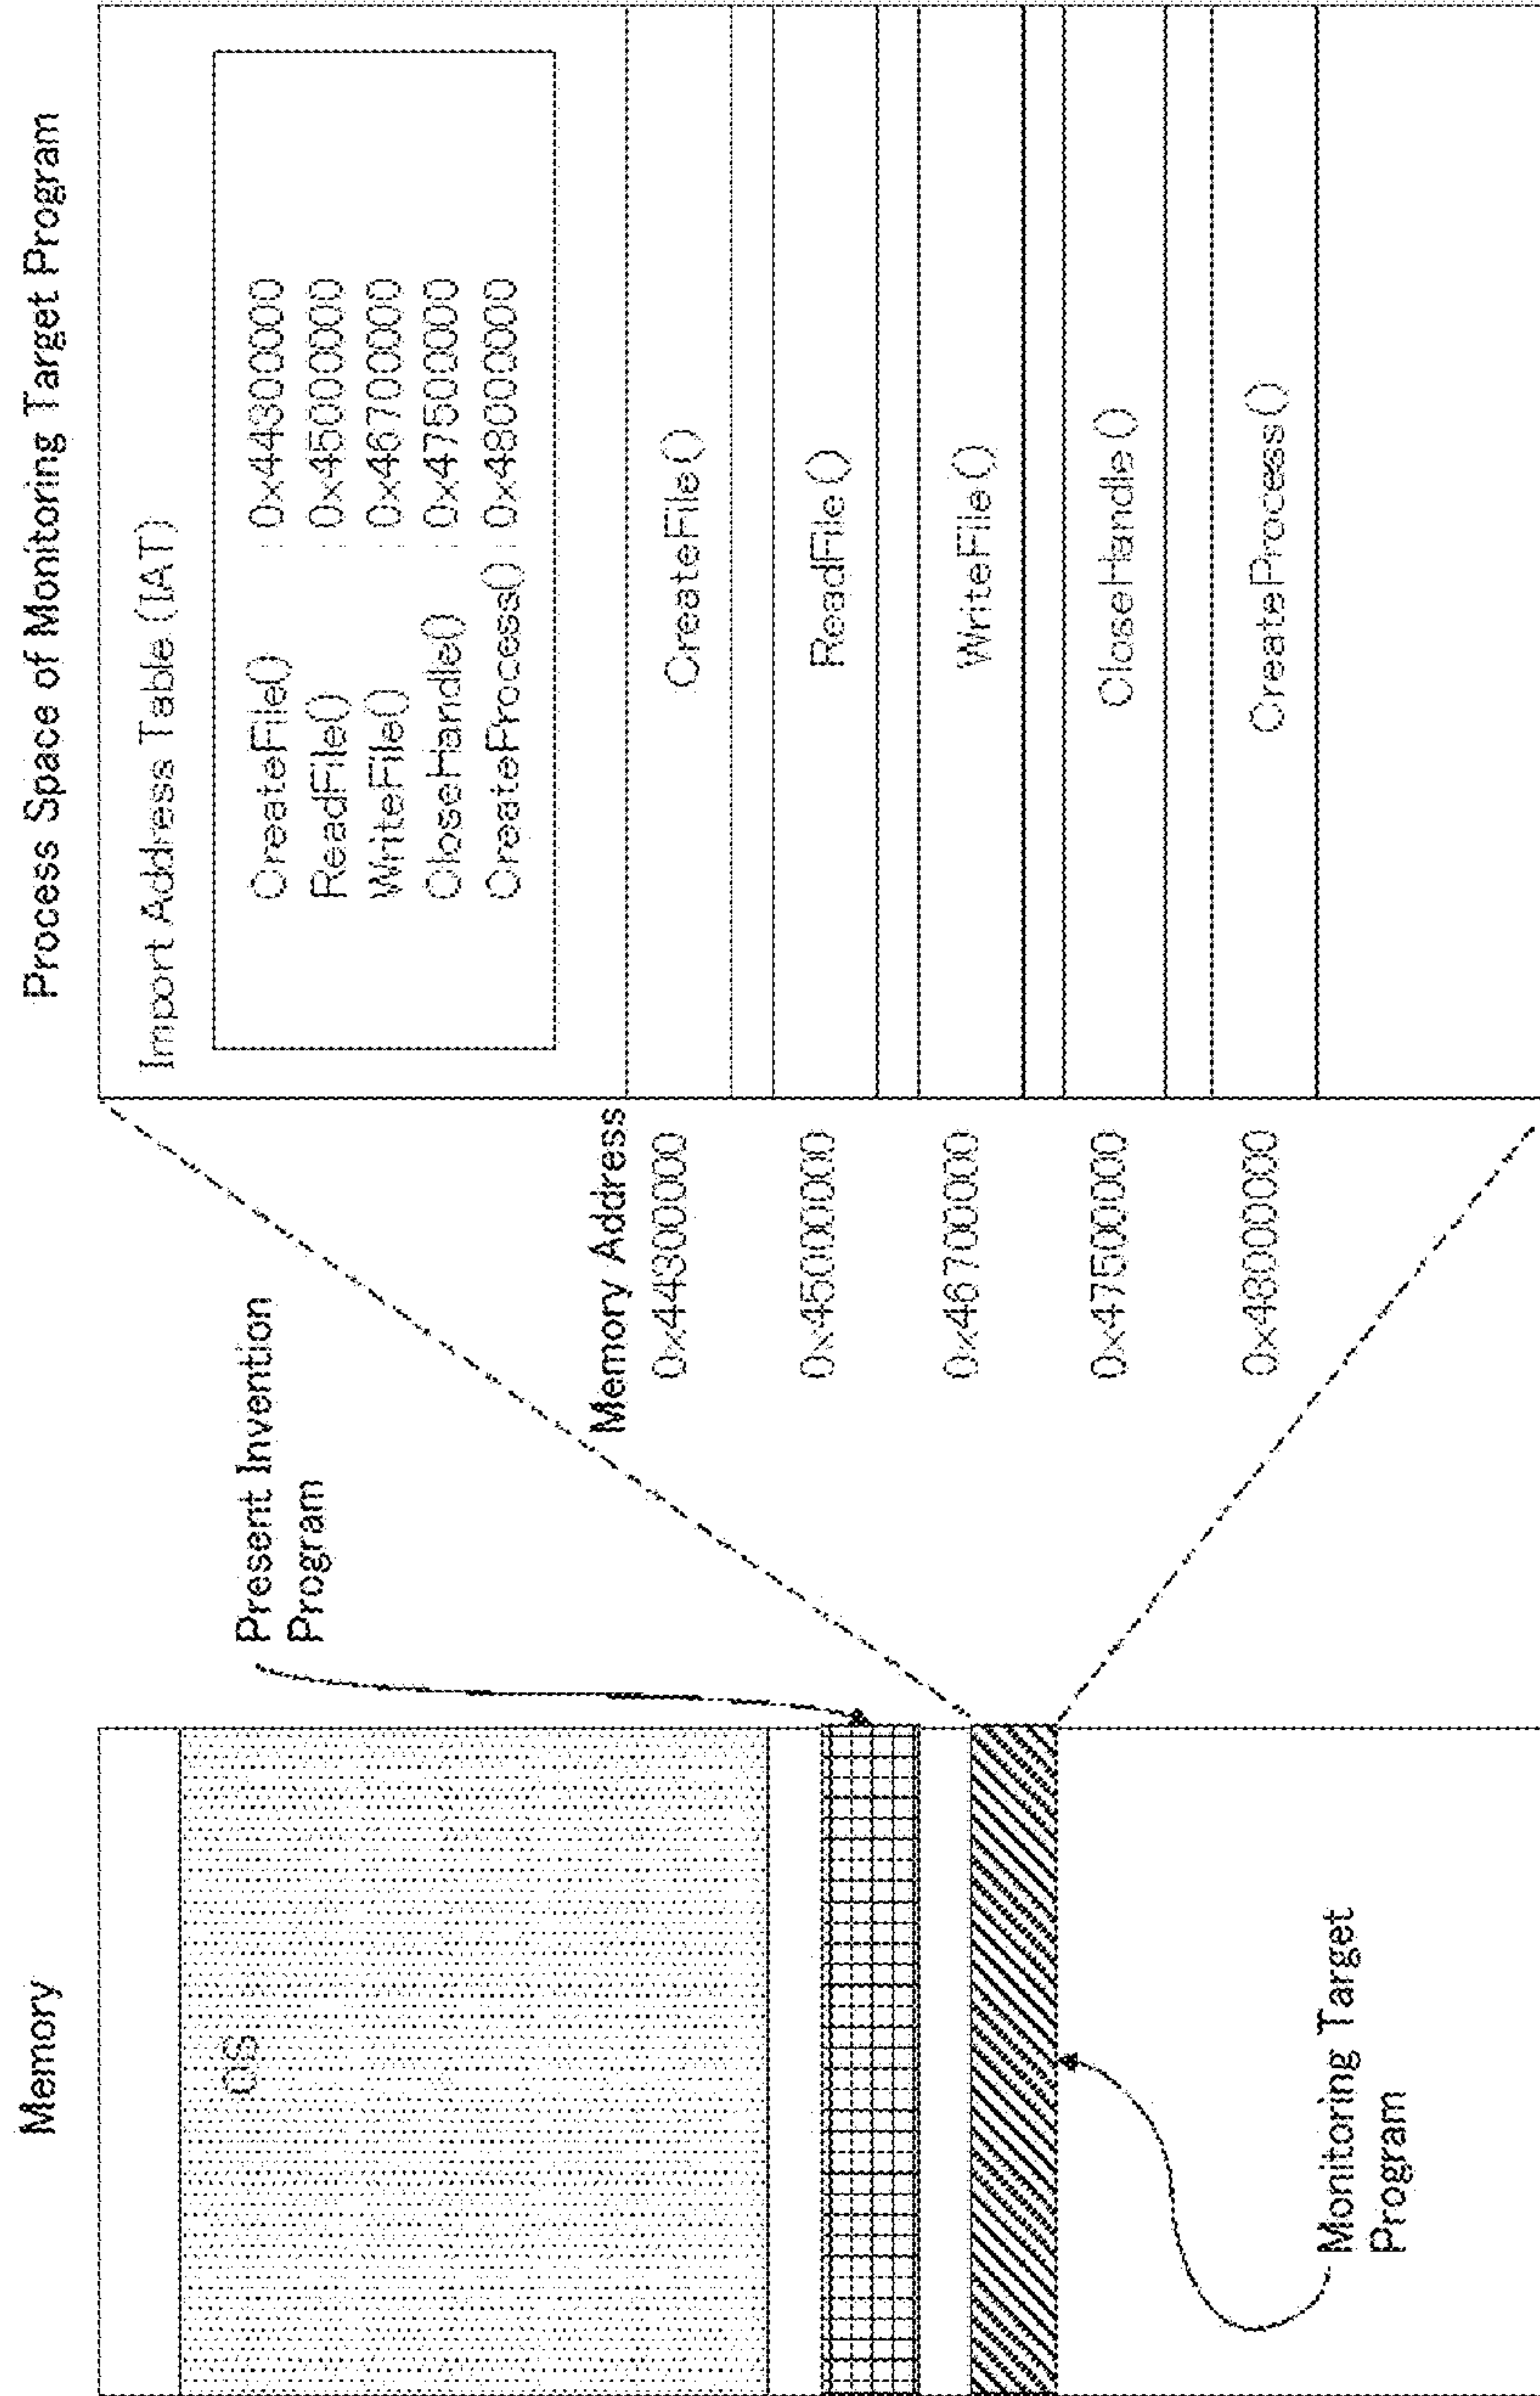 Memory
OS
Present Invention
Program
Monitoring Target
Program
Process Space of Monitoring Target Program
Import Address Table (IAT)
CreateFile() : 0x44300000
ReadFile() : 0x45000000
WriteFile() : 0x46700000
CloseHandle() : 0x47500000
CreateProcess() : 0x48000000
Memory Address
0x44300000
CreateFile()
0x45000000
ReadFile()
0x46700000
WriteFile()
0x47500000
CloseHandle()
0x48000000
CreateProcess()